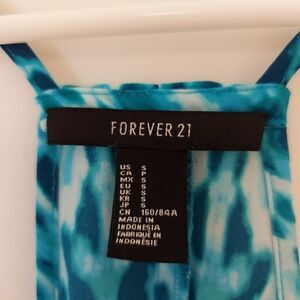 FOREVER 21
US S
CA P
MX S
EU S
UK S
KR S
JP S
CN 160/84A
MADE IN
INDONESIA
FABRIQUÉ EN
INDONÉSIE